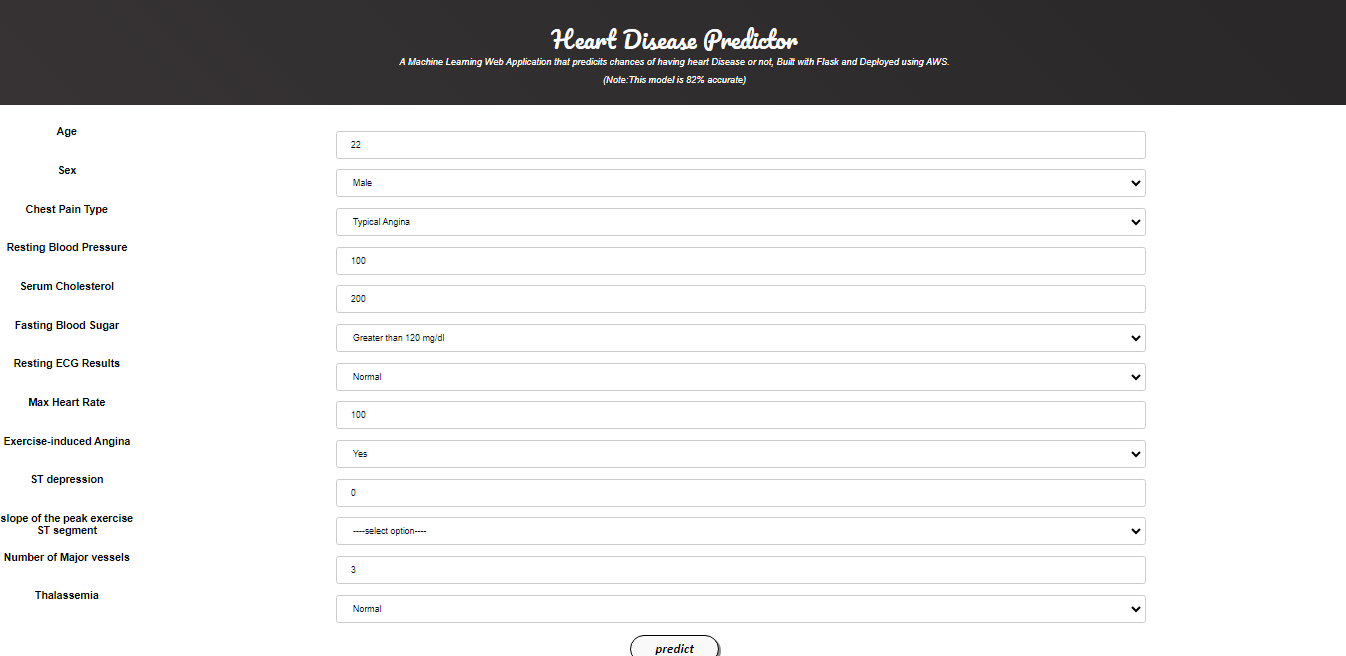 Heart Disease Predictor
A Machine Learning Web Application that predicits chances of having heart Disease or not, Built with Flask and Deployed using AWS.
(Note:This model is 82% accurate)
Age
22
Sex
Male
Chest Pain Type
Typical Angina
Resting Blood Pressure
100
Serum Cholesterol
200
Fasting Blood Sugar
Greater than 120 mg/dl
Resting ECG Results
Normal
Max Heart Rate
100
Exercise-induced Angina
Yes
ST depression
0
slope of the peak exercise
ST segment
----select option----
Number of Major vessels
3
Thalassemia
Normal
predict